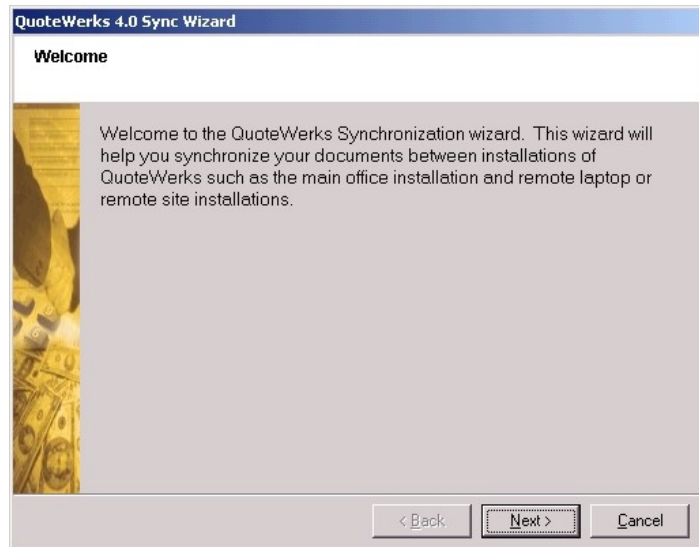 QuoteWerks 4.0 Sync Wizard
Welcome
Welcome to the QuoteWerks Synchronization wizard. This wizard will
help you synchronize your documents between installations of
QuoteWerks such as the main office installation and remote laptop or
remote site installations.
< Back
Next >
Cancel